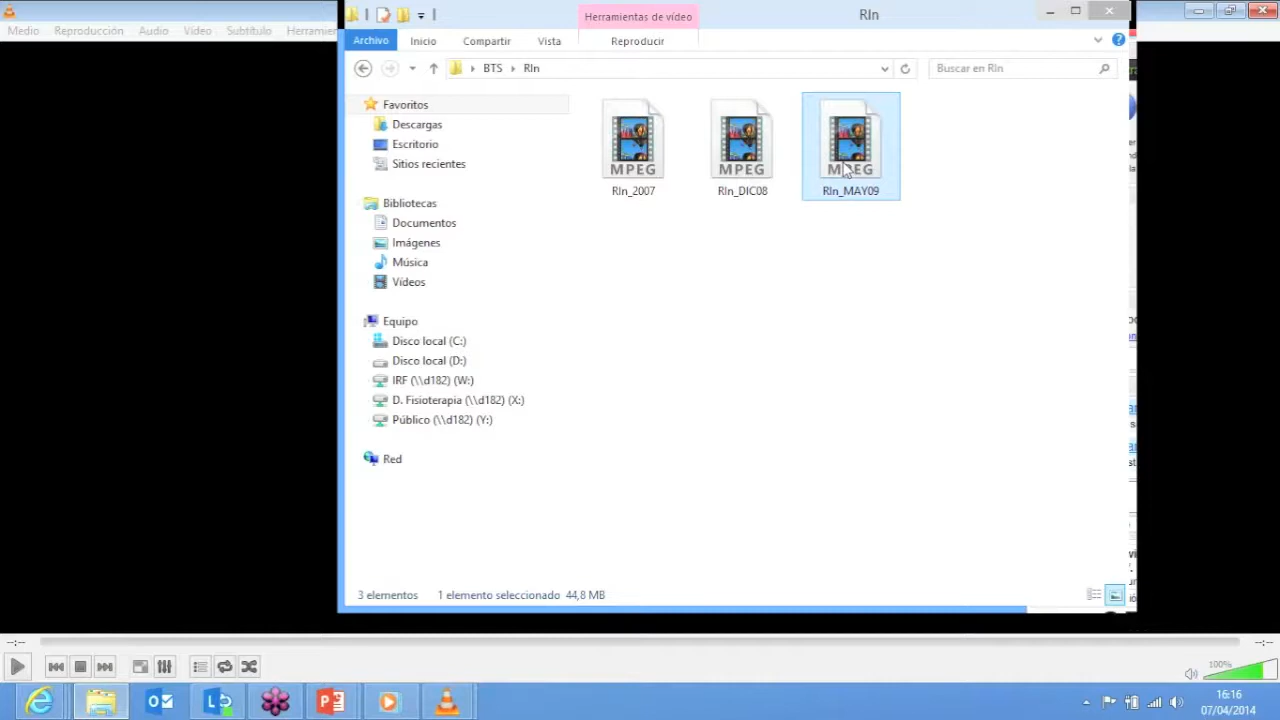 Herramientas de vídeo
RIn
Medio Reproducción Audio Vídeo Subtítulo Herramier
Archivo Inicio Compartir Vista Reproducir
BTS RIn
Buscar en RIn
Favoritos
Descargas
Escritorio
Sitios recientes
Bibliotecas
Documentos
Imágenes
Música
Vídeos
Equipo
Disco local (C:)
Disco local (D:)
IRF (\\d182) (W:)
D. Fisioterapia (\\d182) (X:)
Público (\\d182) (Y:)
Red
MPEG MPEG MPEG
RIn_2007 RIn_DIC08 RIn_MAY09
3 elementos 1 elemento seleccionado 44,8 MB
--:-- --:--
100%
16:16
07/04/2014